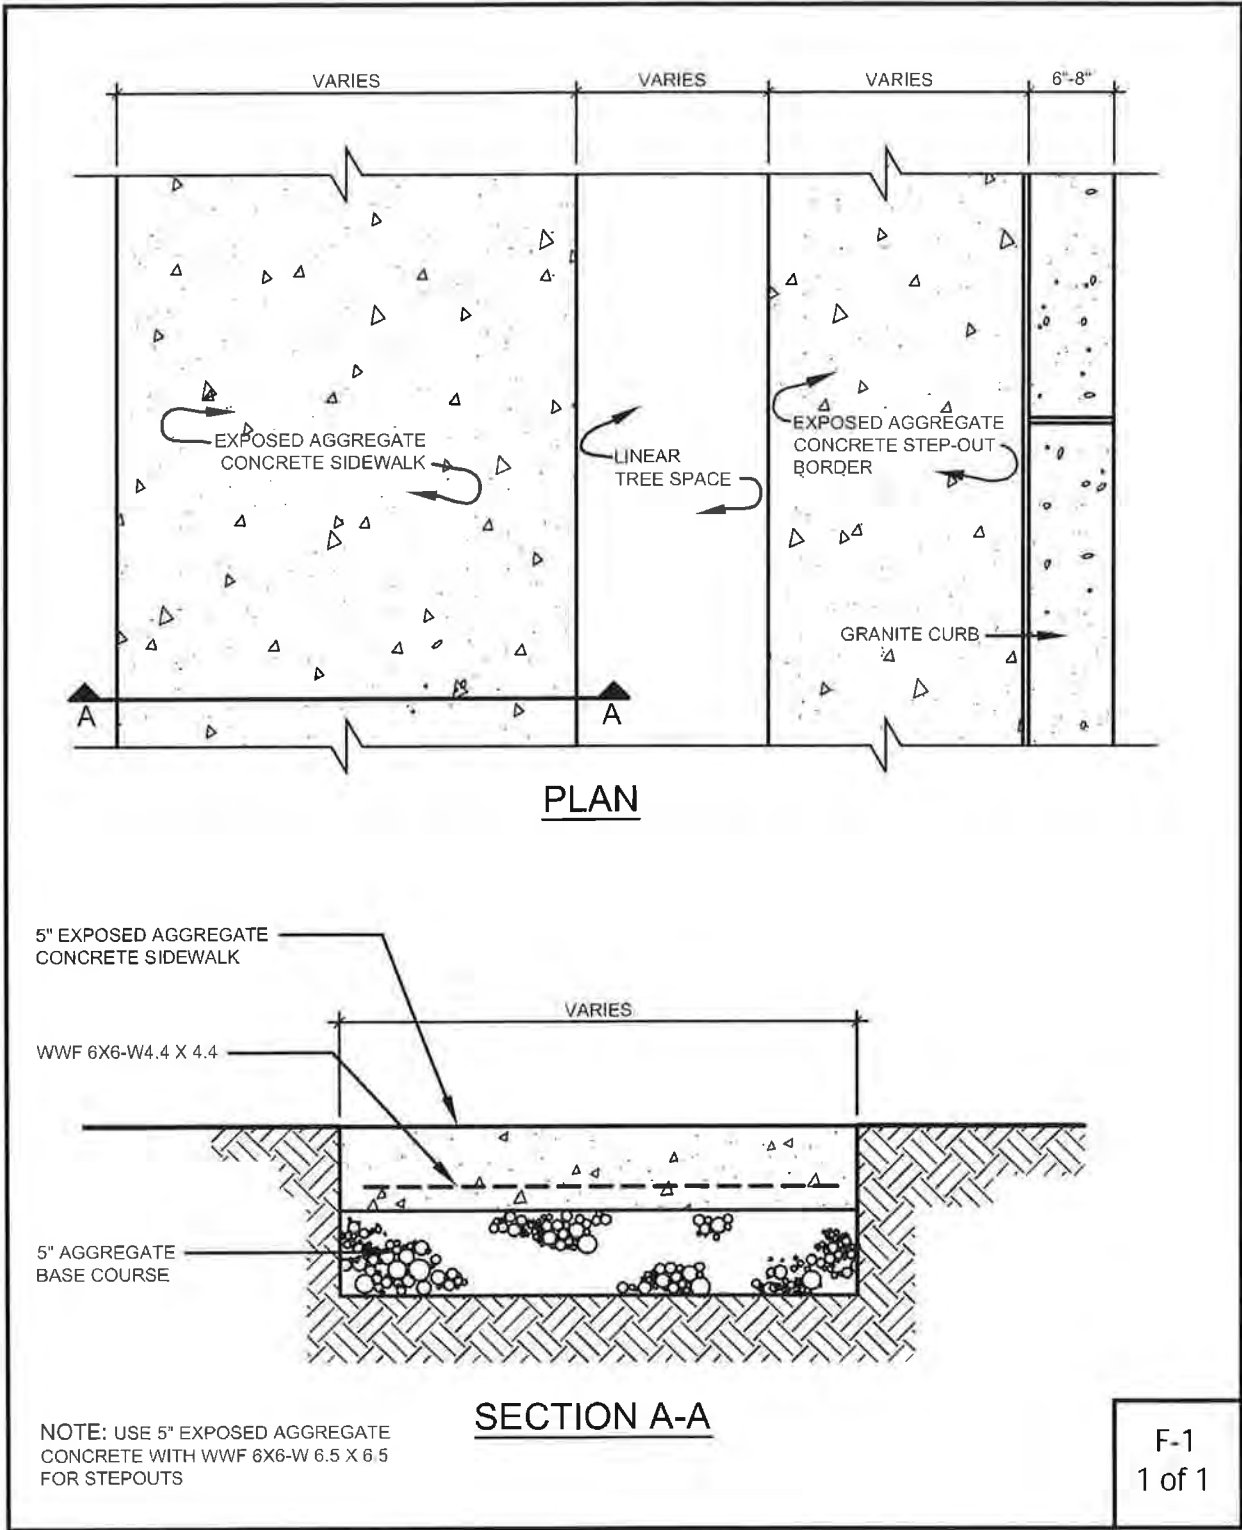 VARIES
VARIES
VARIES
6"-8"
EXPOSED AGGREGATE
CONCRETE SIDEWALK
LINEAR
TREE SPACE
EXPOSED AGGREGATE
CONCRETE STEP-OUT
BORDER
GRANITE CURB
A
A
PLAN
5" EXPOSED AGGREGATE
CONCRETE SIDEWALK
VARIES
WWF 6X6-W4.4 X 4.4
5" AGGREGATE
BASE COURSE
SECTION A-A
NOTE: USE 5" EXPOSED AGGREGATE
CONCRETE WITH WWF 6X6-W 6.5 X 6.5
FOR STEPOUTS
F-1
1 of 1